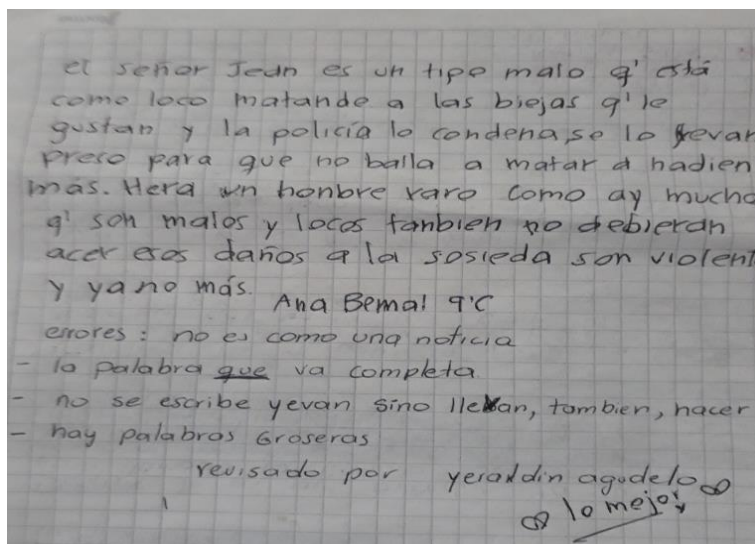 el señor Jean es un tipo malo q' está
como loco matando a las biejas q' le
gustan y la policía lo condena, se lo yevan
preso para que no balla a matar a nadien
más. Hera un honbre raro como ay mucho
q' son malos y locos tanbien no debieran
acer esos daños a la sosieda son violent
y ya no más. Ana Bernal 9°C
errores: no es como una noticia
- la palabra que va completa
- no se escribe yevan sino llevan, tambien, hacer
- hay palabras Groseras
revisado por yeraldin agudelo
lo mejor